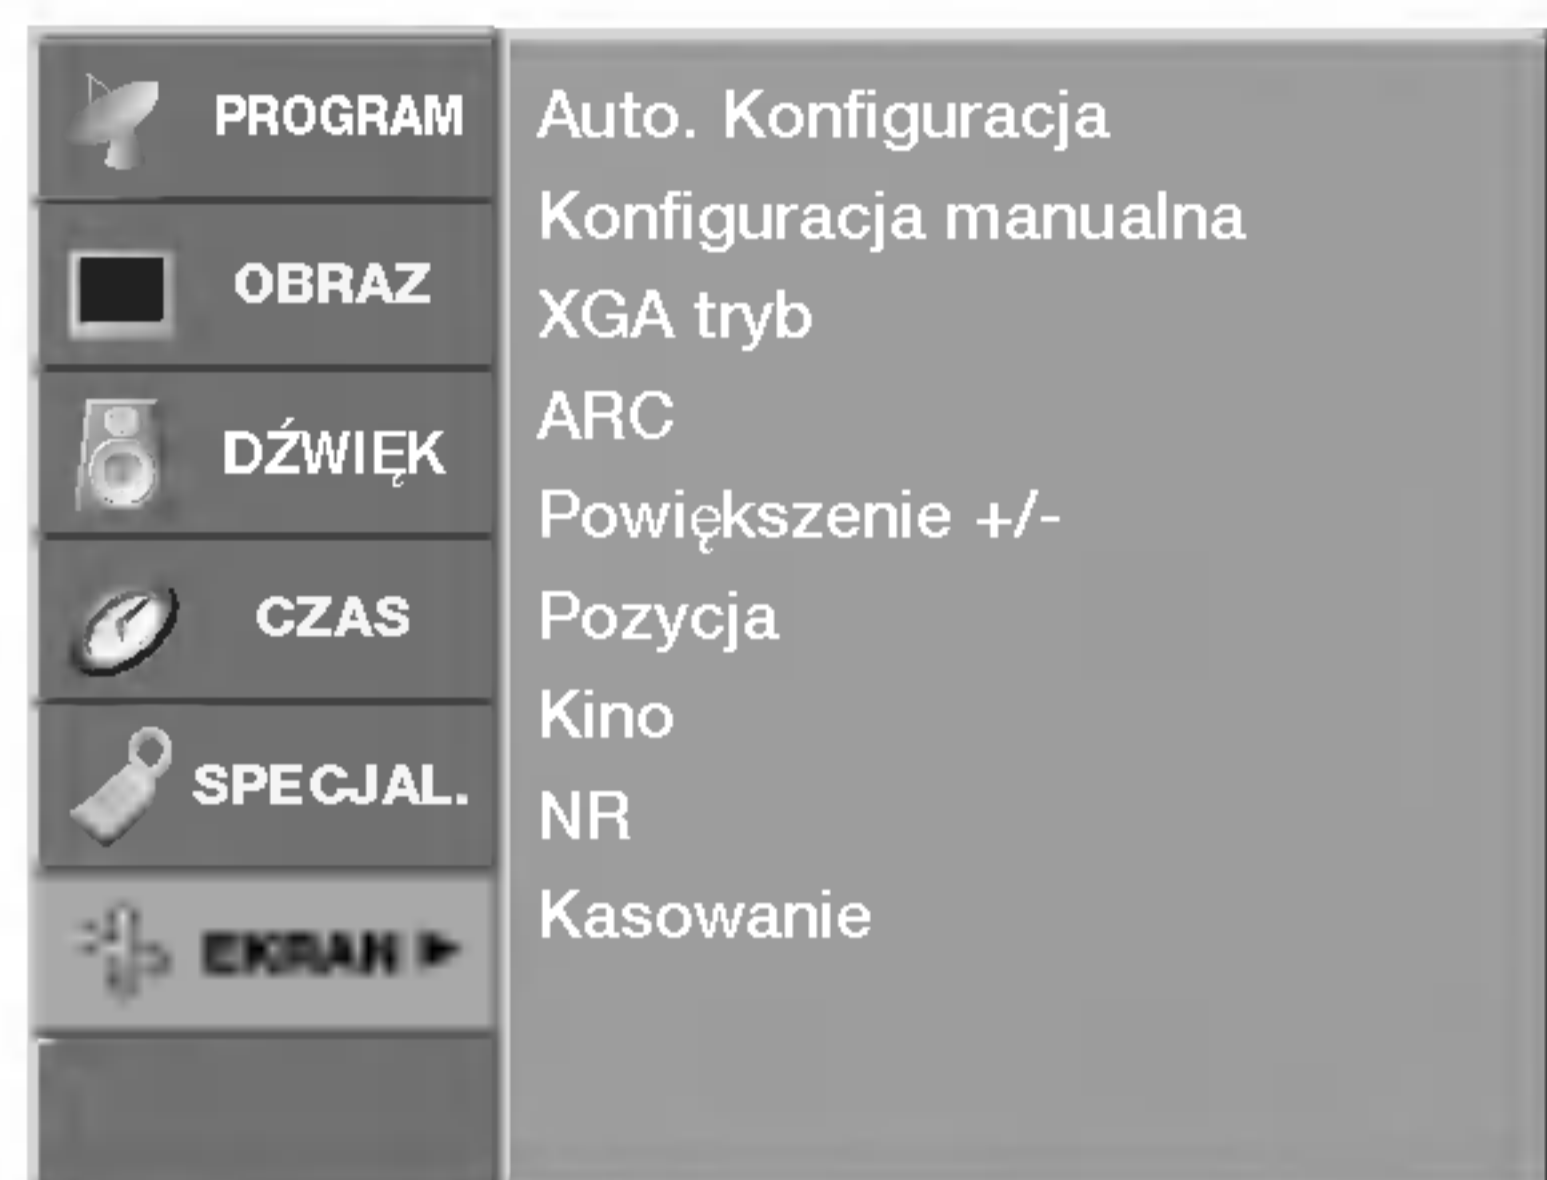 PROGRAM
OBRAZ
DŹWIĘK
CZAS
SPECJAL.
EKRAN ►
Auto. Konfiguracja
Konfiguracja manualna
XGA tryb
ARC
Powiększenie +/-
Pozycja
Kino
NR
Kasowanie